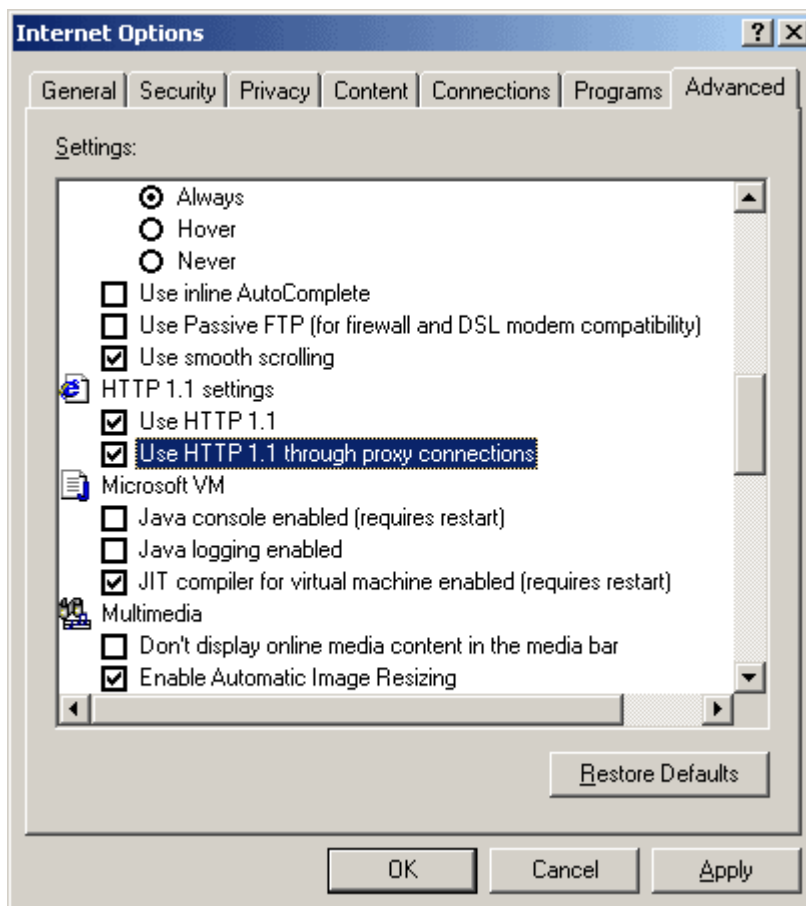 Internet Options
General Security Privacy Content Connections Programs Advanced
Settings:
Always
Hover
Never
Use inline AutoComplete
Use Passive FTP (for firewall and DSL modem compatibility)
Use smooth scrolling
HTTP 1.1 settings
Use HTTP 1.1
Use HTTP 1.1 through proxy connections
Microsoft VM
Java console enabled (requires restart)
Java logging enabled
JIT compiler for virtual machine enabled (requires restart)
Multimedia
Don't display online media content in the media bar
Enable Automatic Image Resizing
Restore Defaults
OK Cancel Apply